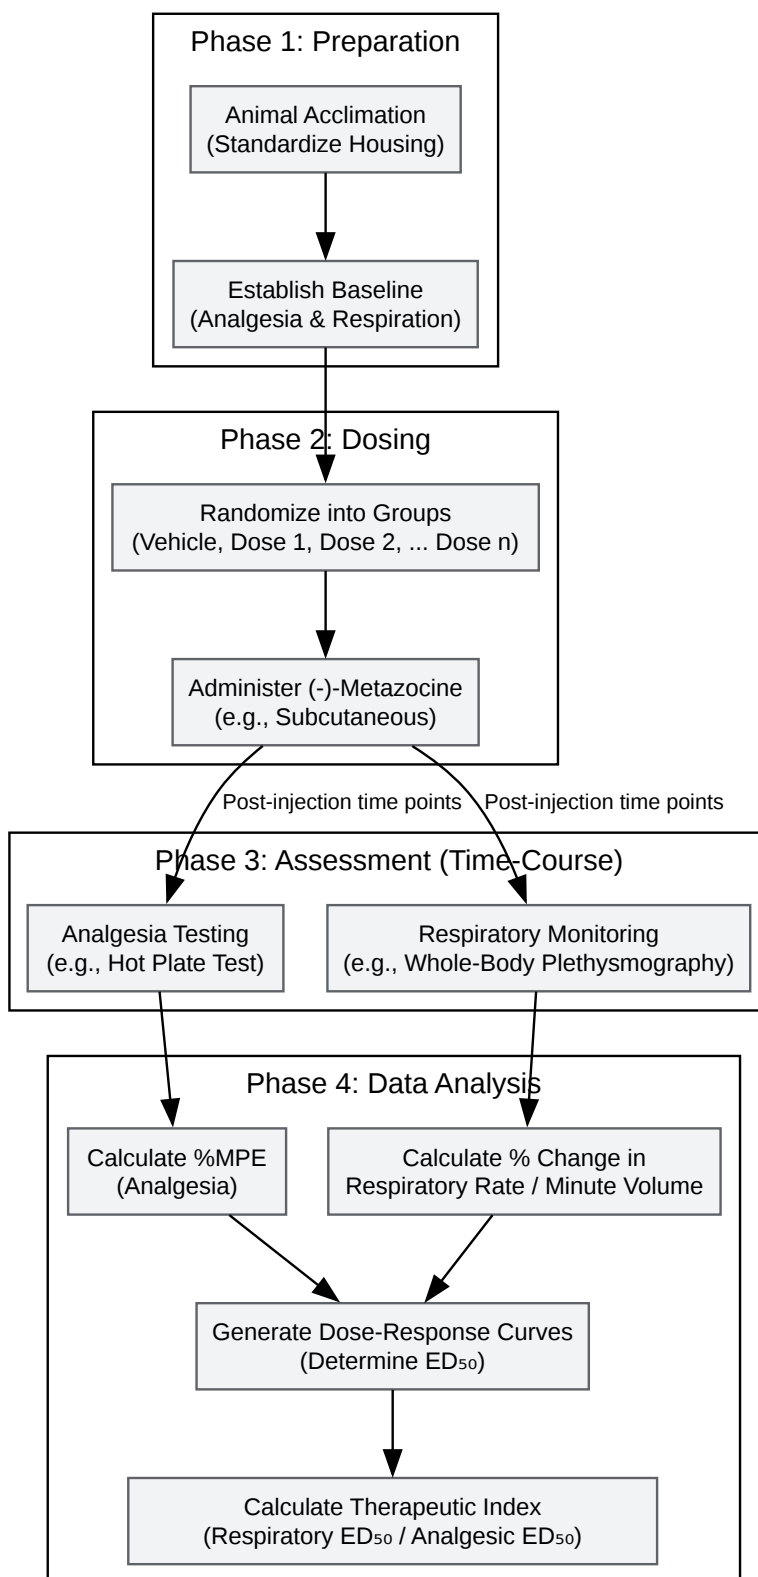 Phase 1: Preparation
Animal Acclimation
(Standardize Housing)
Establish Baseline
(Analgesia & Respiration)
Phase 2: Dosing
Randomize into Groups
(Vehicle, Dose 1, Dose 2, ... Dose n)
Administer (-)-Metazocine
(e.g., Subcutaneous)
Post-injection time points
Post-injection time points
Phase 3: Assessment (Time-Course)
Analgesia Testing
(e.g., Hot Plate Test)
Respiratory Monitoring
(e.g., Whole-Body Plethysmography)
Phase 4: Data Analysis
Calculate %MPE
(Analgesia)
Calculate % Change in
Respiratory Rate / Minute Volume
Generate Dose-Response Curves
(Determine ED₅₀)
Calculate Therapeutic Index
(Respiratory ED₅₀ / Analgesic ED₅₀)